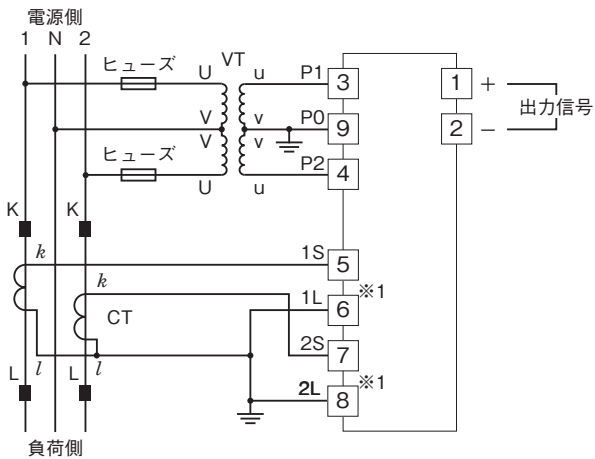 電源側
1 N 2
ヒューズ
U
VT
u
P1
3
1
+
出力信号
V
v
P0
9
2
−
V
v
ヒューズ
P2
4
U
u
K
K
k
1S
5
k
1L
6
※1
CT
2S
7
L
l
L
l
2L
8
※1
負荷側